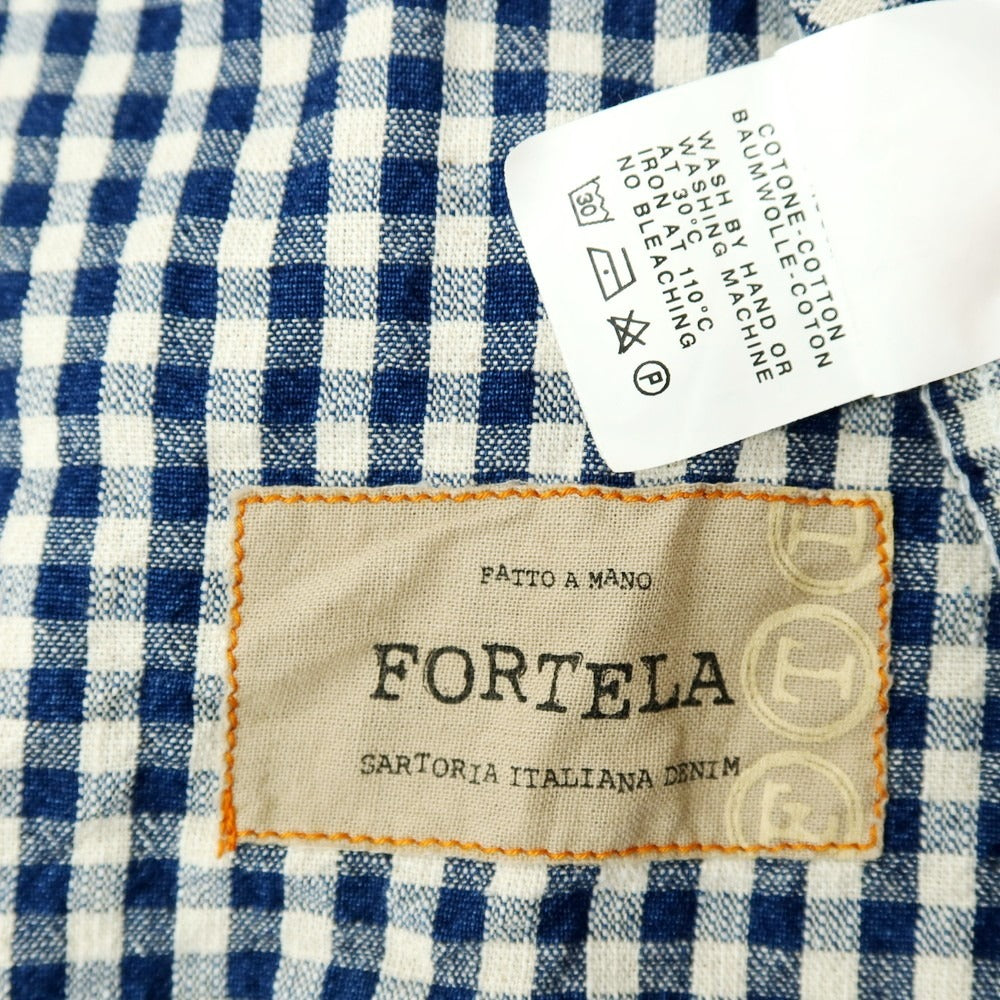 COTONE-COTTON
BAUMWOLLE-COTON
WASH BY HAND OR
WASHING MACHINE
AT 30°C
IRON AT 110°C
NO BLEACHING
30
P
FATTO A MANO
FORTELA
SARTORIA ITALIANA DENIM